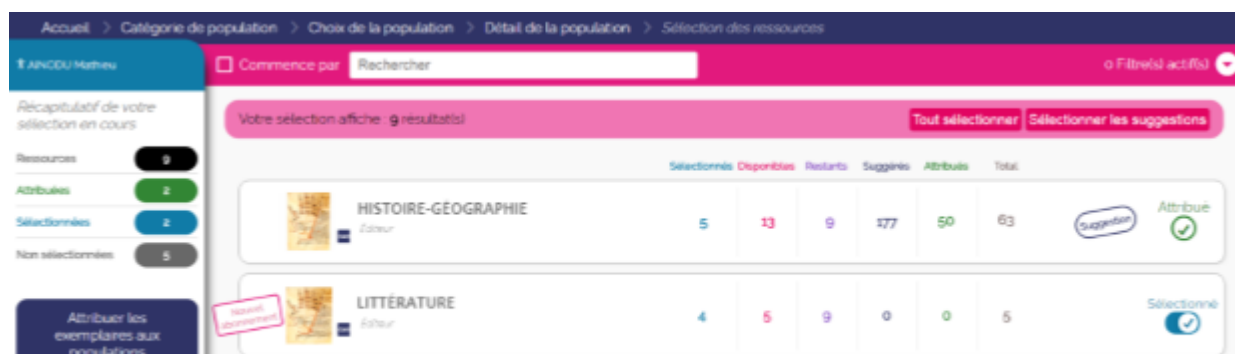 Accueil > Catégorie de population > Choix de la population > Détail de la population > Sélection des ressources
Mathieu
Commence par Rechercher 0 Filtre(s) actif(s)
Récapitulatif de votre
sélection en cours
Ressources 9
Attribuées 2
Sélectionnées 2
Non sélectionnées 5
Attribuer les
exemplaires aux
populations
Votre sélection affiche : 9 résultat(s) Tout sélectionner Sélectionner les suggestions
Sélectionnés Disponibles Restants Suggérés Attribués Total
HISTOIRE-GÉOGRAPHIE
Editeur
5 13 9 177 50 63 Suggestion Attribué
Nouvel
abonnement
LITTÉRATURE
Editeur
4 5 9 0 0 5 Sélectionné